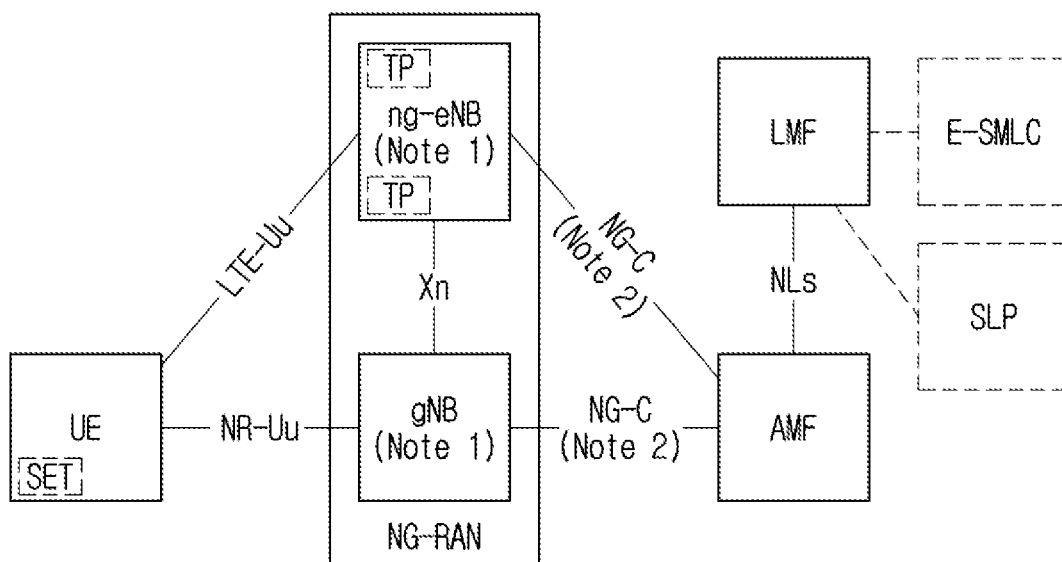 TP
ng-eNB
(Note 1)
TP
LMF
E-SMLC
LTE-Uu
Xn
NG-C
(Note 2)
NLs
SLP
UE
SET
NR-Uu
gNB
(Note 1)
NG-C
(Note 2)
AMF
NG-RAN